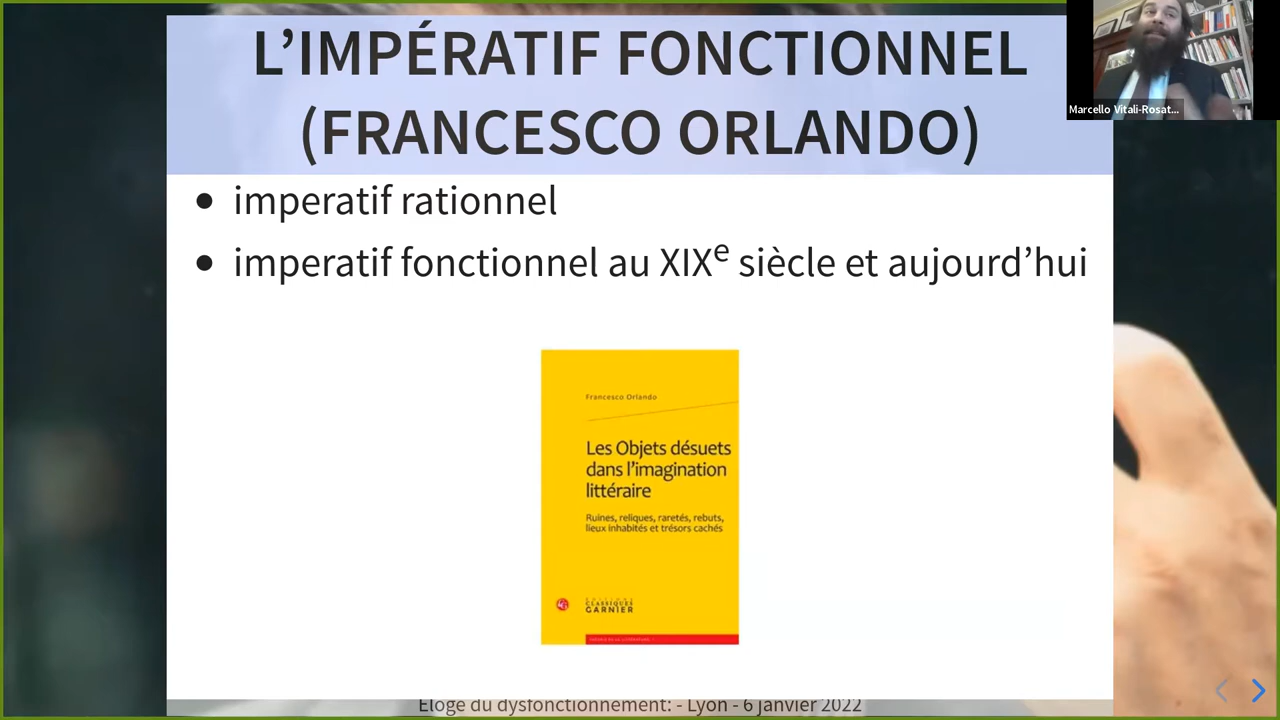 L’IMPÉRATIF FONCTIONNEL
(FRANCESCO ORLANDO)
Marcello Vitali-Rosat...
• imperatif rationnel
• imperatif fonctionnel au XIXe siècle et aujourd’hui
Francesco Orlando
Les Objets désuets
dans l’imagination
littéraire
Ruines, reliques, raretés, rebuts,
lieux inhabités et trésors cachés
CLASSIQUES
GARNIER
Éloge du dysfonctionnement: - Lyon - 6 janvier 2022